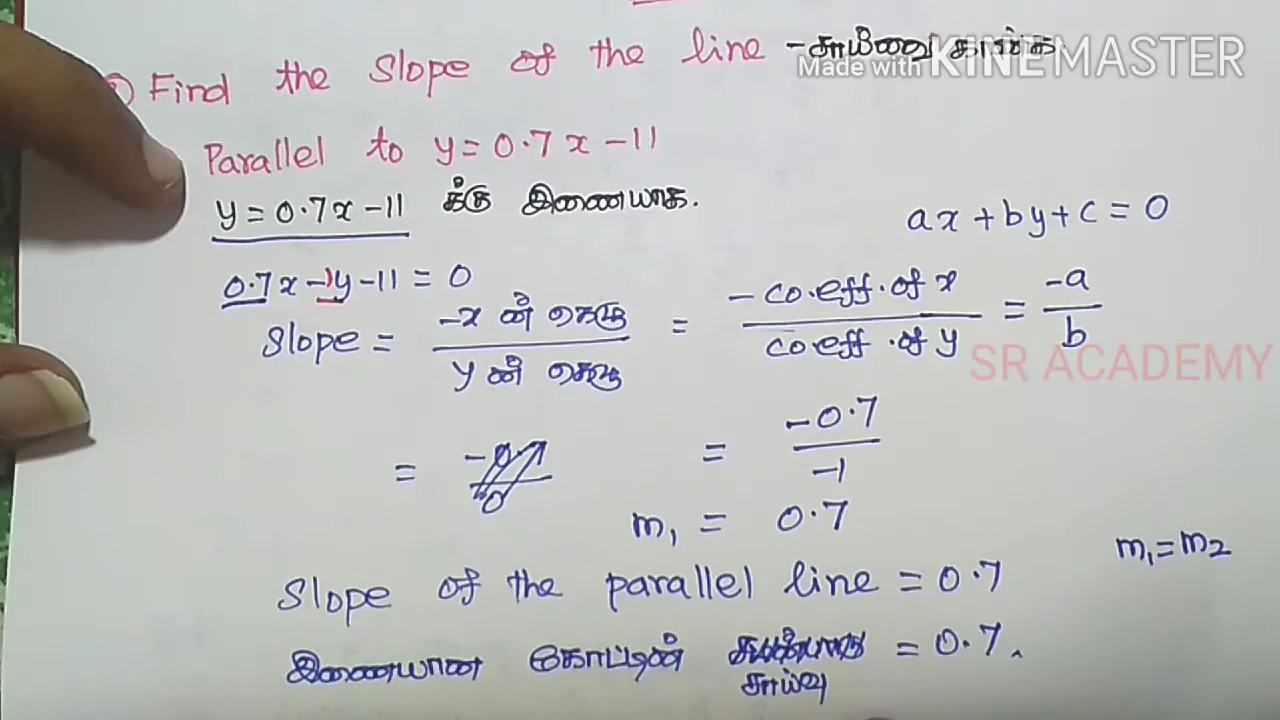 Find the Slope of the line - சாய்வு காண்க
Made with KINEMASTER
Parallel to y = 0.7x - 11
y = 0.7x - 11 க்கு இணையாக.
ax + by + c = 0
0.7x - 1y - 11 = 0
Slope = -x ன் கெழு / y ன் கெழு = - co.eff. of x / coeff. of y = -a / b
SR ACADEMY
= = -0.7 / -1
m₁ = 0.7
m₁ = m₂
Slope of the parallel line = 0.7
இணையான கோட்டின் = 0.7.
சாய்வு